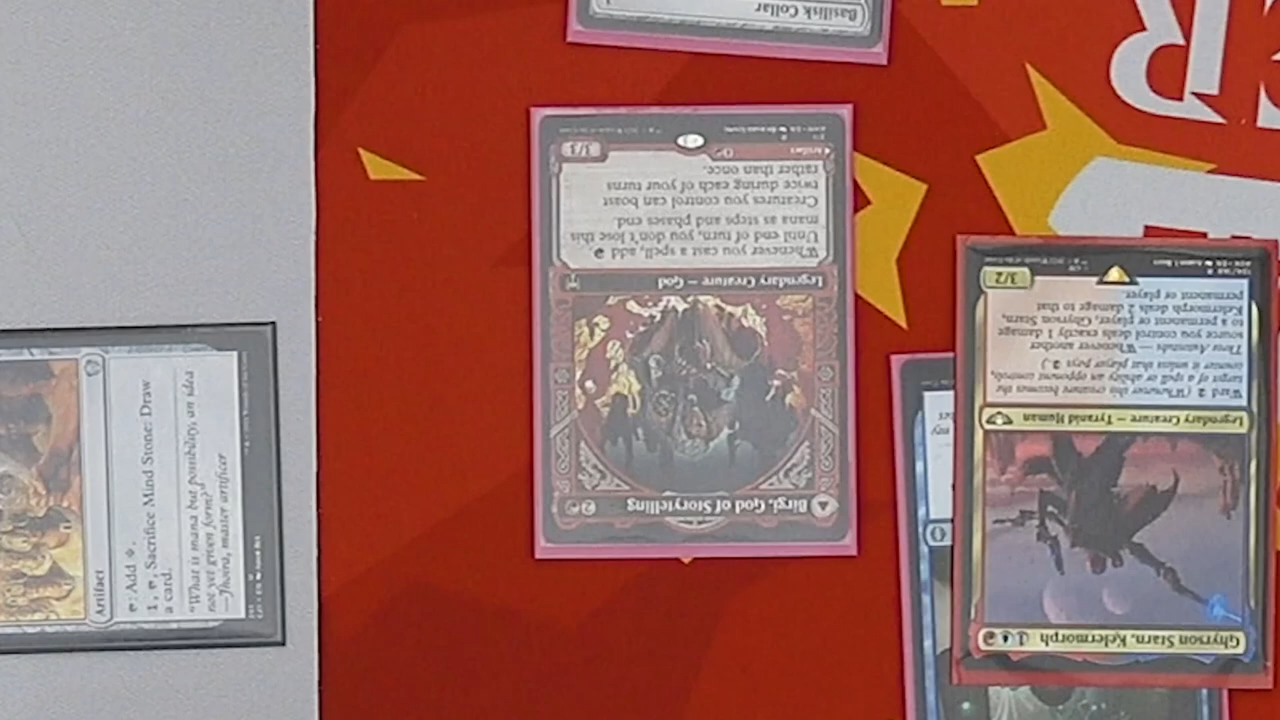 Basilisk Collar
Birgi, God of Storytelling
2
Legendary Creature — God
Whenever you cast a spell, add
Until end of turn, you don't lose this
mana as steps and phases end.
Creatures you control can boast
twice during each of your turns
rather than once.
Artifact
3/3
Ghyrson Starn, Kelermorph
1
Legendary Creature — Tyranid Human
Ward 2 (Whenever this creature becomes the
target of a spell or ability an opponent controls,
counter it unless that player pays 2.)
Three Autostubs — Whenever another
source you control deals exactly 1 damage
to a permanent or player, Ghyrson Starn,
Kelermorph deals 2 damage to that
permanent or player.
3/2
Artifact
: Add
1, , Sacrifice Mind Stone: Draw
a card.
"What is mana but possibility, an idea
not yet given form?"
—Jhoira, master artificer
ER